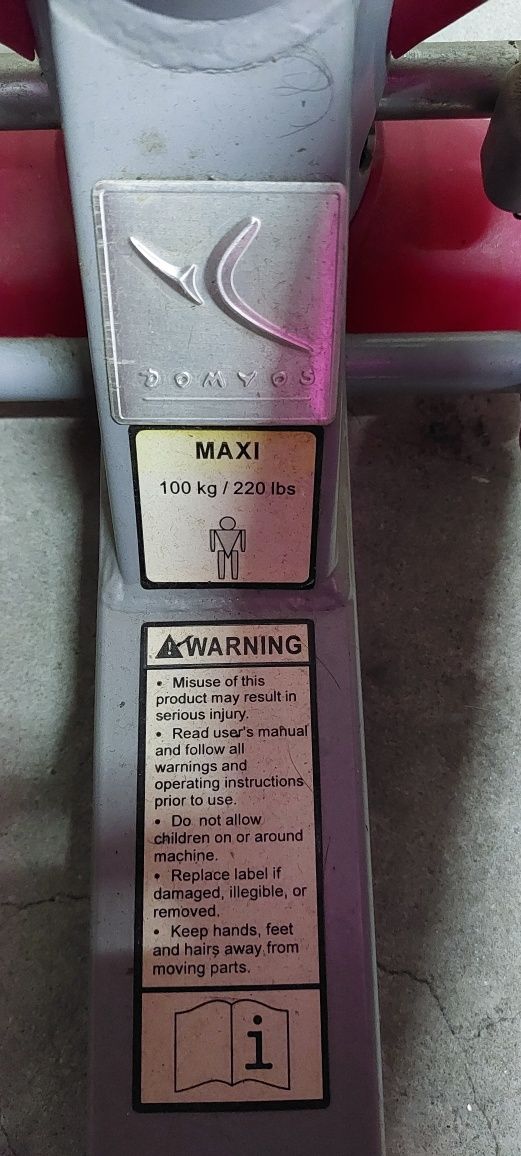 DOMYOS
MAXI
100 kg / 220 lbs
WARNING
• Misuse of this
product may result in
serious injury.
• Read user's manual
and follow all
warnings and
operating instructions
prior to use.
• Do not allow
children on or around
machine.
• Replace label if
damaged, illegible, or
removed.
• Keep hands, feet
and hairs away from
moving parts.
i